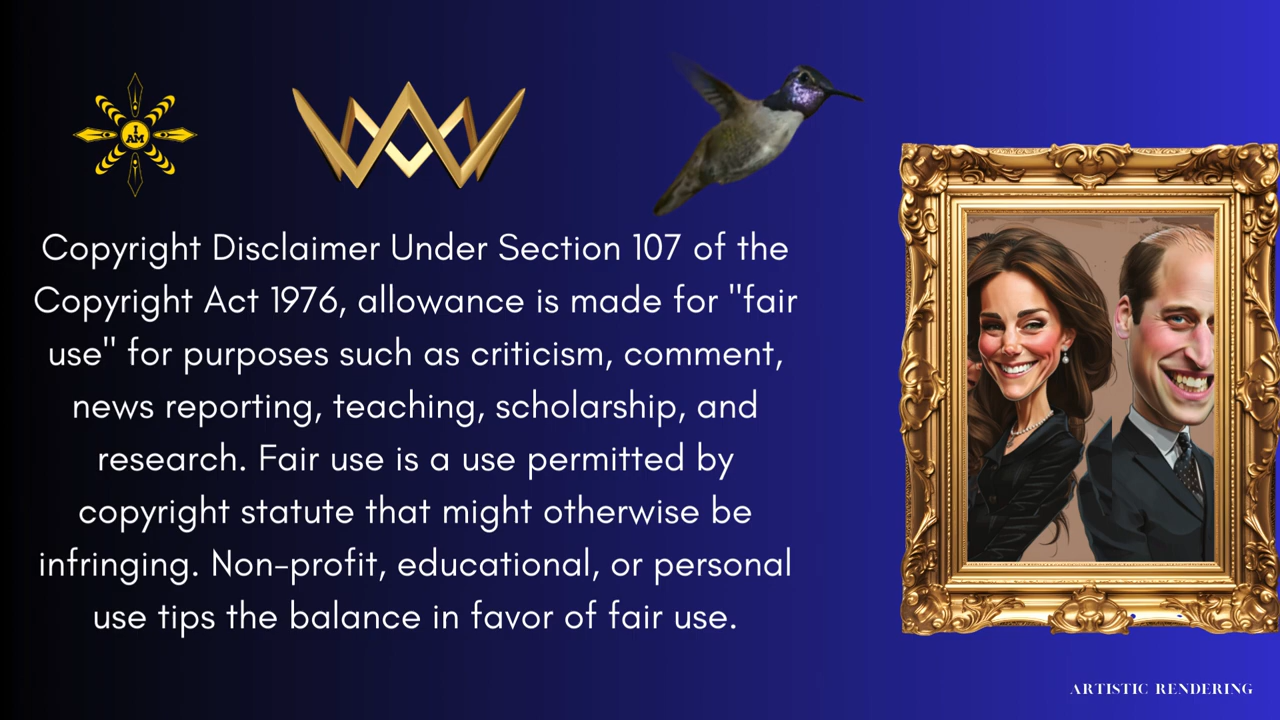 I
AM
Copyright Disclaimer Under Section 107 of the
Copyright Act 1976, allowance is made for "fair
use" for purposes such as criticism, comment,
news reporting, teaching, scholarship, and
research. Fair use is a use permitted by
copyright statute that might otherwise be
infringing. Non-profit, educational, or personal
use tips the balance in favor of fair use.
ARTISTIC RENDERING